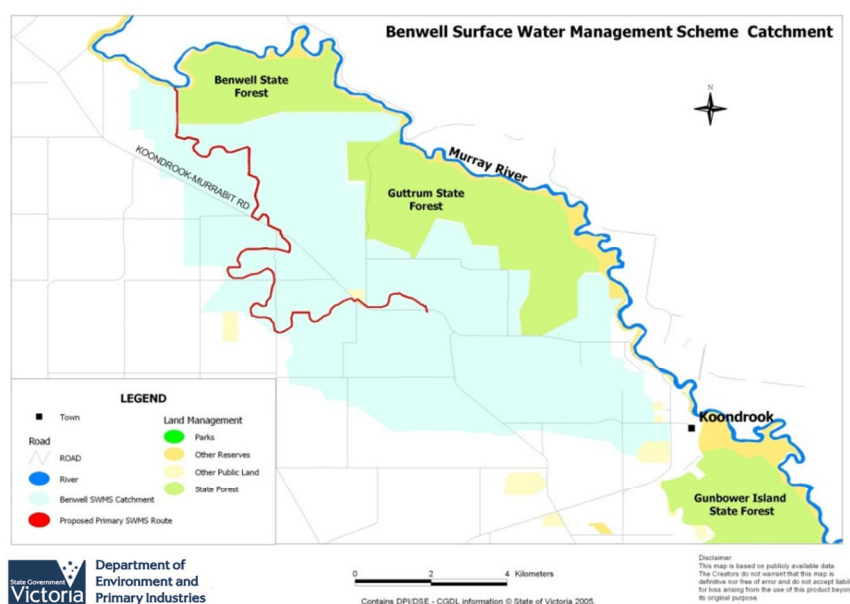 Benwell Surface Water Management Scheme Catchment
Benwell State
Forest
N
KOONDROOK-MURRABIT RD
Murray River
Guttrum State
Forest
Koondrook
Gunbower Island
State Forest
LEGEND
Town
Road
ROAD
River
Benwell SWMS Catchment
Proposed Primary SWMS Route
Land Management
Parks
Other Reserves
Other Public Land
State Forest
State Government
Victoria
Department of
Environment and
Primary Industries
0 2 4 Kilometers
Contains DPI/DSE - CGDL information © State of Victoria 2005.
Disclaimer:
This map is based on publicly available data.
The Creators do not warrant that this map is
definitive nor free of error and do not accept liabil
for loss arising from the use of this product beyon
its original purpose.